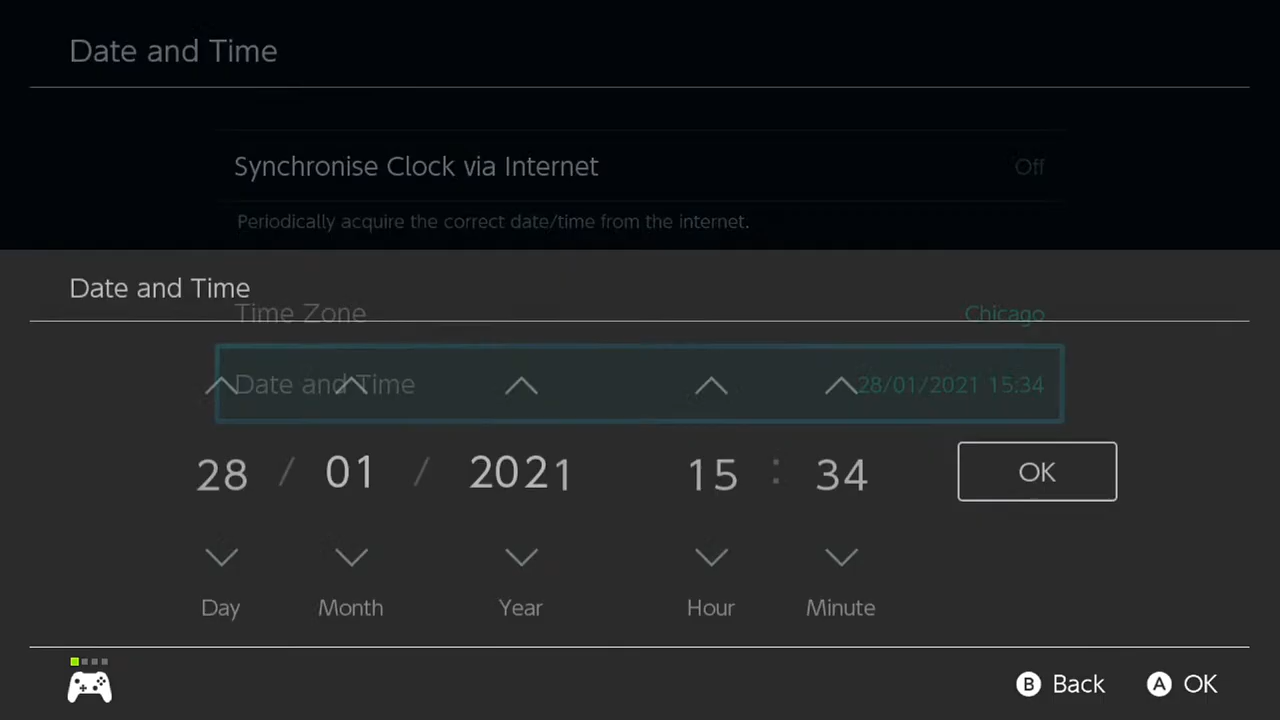 Date and Time
Synchronise Clock via Internet Off
Periodically acquire the correct date/time from the internet.
Date and Time
Time Zone Chicago
Date and Time 28/01/2021 15:34
28 / 01 / 2021 15 : 34 OK
Day Month Year Hour Minute
B Back A OK